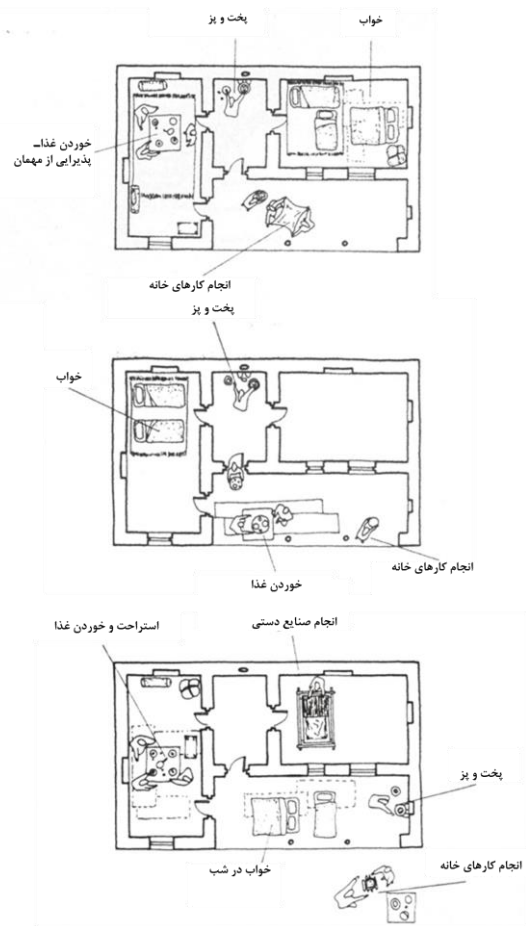 پخت و پز
خواب
خوردن غذاـ
پذیرایی از مهمان
انجام کارهای خانه
پخت و پز
خواب
انجام کارهای خانه
خوردن غذا
استراحت و خوردن غذا
انجام صنایع دستی
پخت و پز
خواب در شب
انجام کارهای خانه